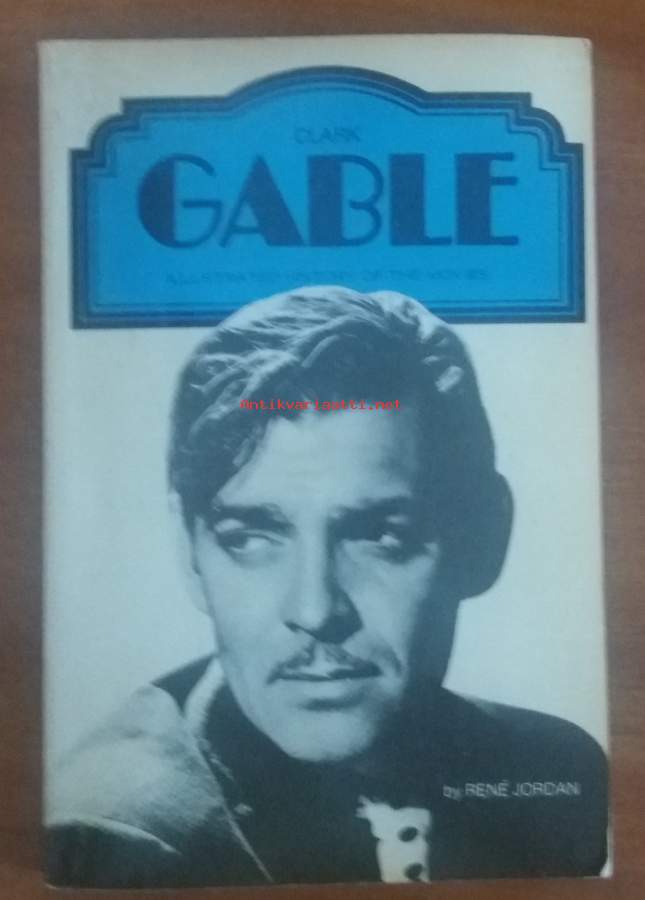 CLARK
GABLE
ILLUSTRATED HISTORY OF THE MOVIES
Antikvariaatti.net
by RENÉ JORDAN